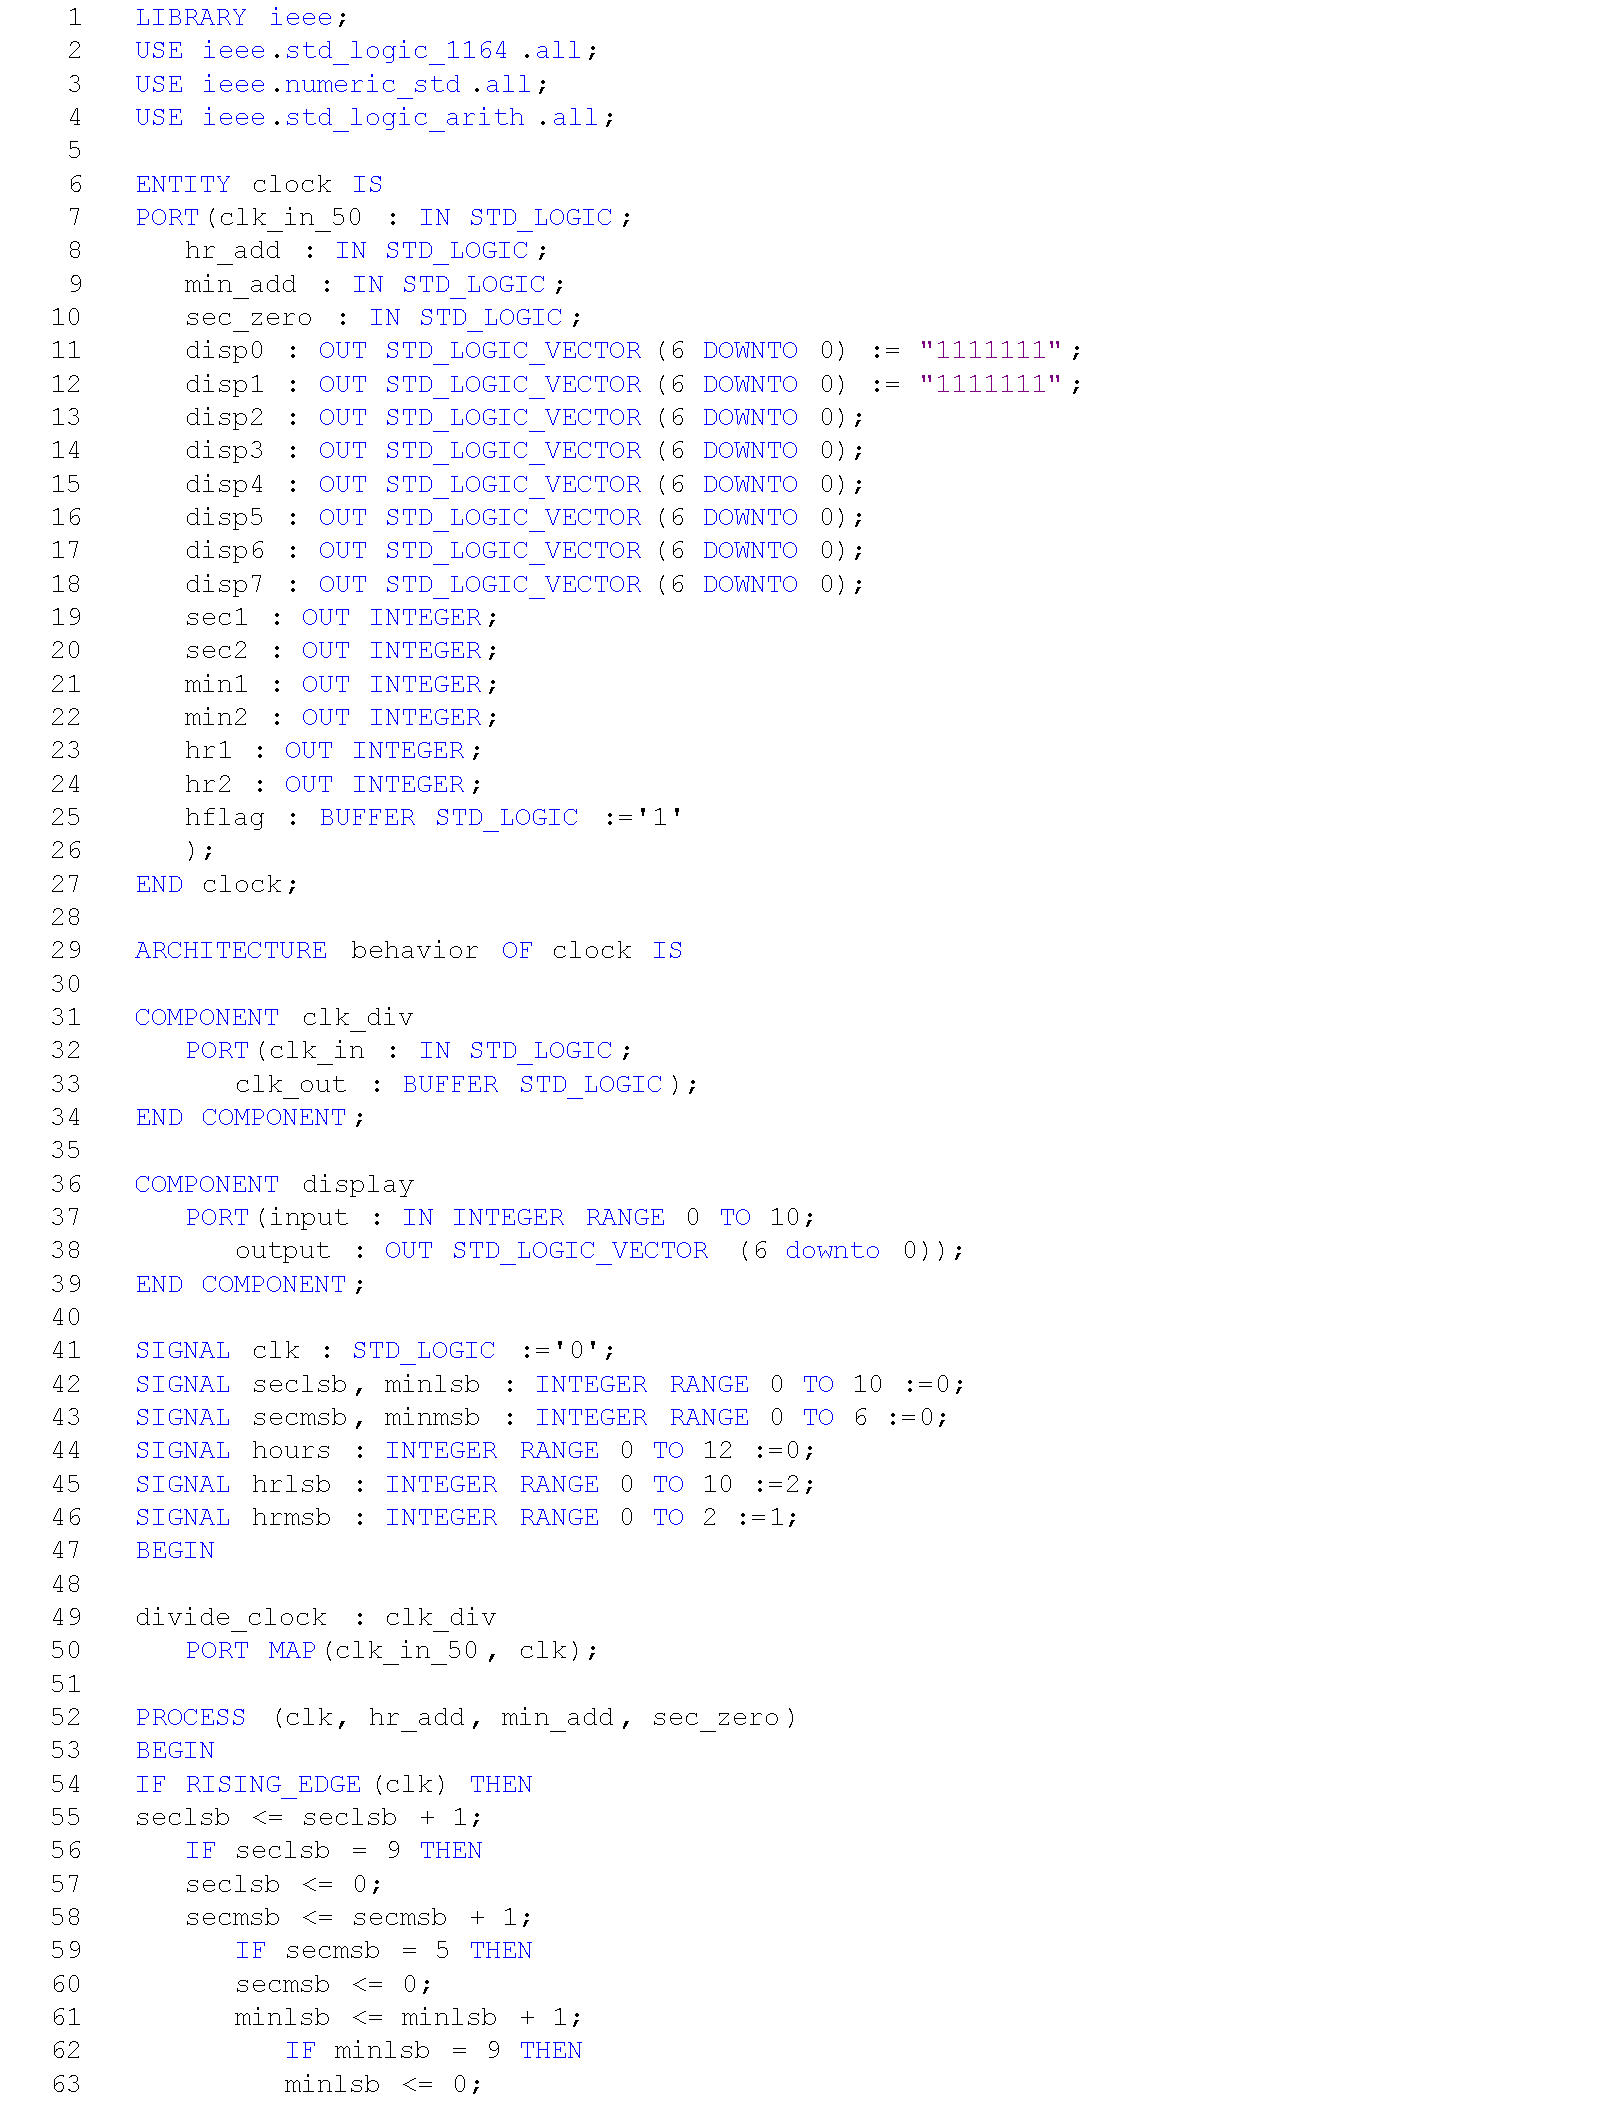 1 LIBRARY ieee;
2 USE ieee.std_logic_1164.all;
3 USE ieee.numeric_std.all;
4 USE ieee.std_logic_arith.all;
5
6 ENTITY clock IS
7 PORT(clk_in_50 : IN STD_LOGIC;
8 hr_add : IN STD_LOGIC;
9 min_add : IN STD_LOGIC;
10 sec_zero : IN STD_LOGIC;
11 disp0 : OUT STD_LOGIC_VECTOR(6 DOWNTO 0) := "1111111";
12 disp1 : OUT STD_LOGIC_VECTOR(6 DOWNTO 0) := "1111111";
13 disp2 : OUT STD_LOGIC_VECTOR(6 DOWNTO 0);
14 disp3 : OUT STD_LOGIC_VECTOR(6 DOWNTO 0);
15 disp4 : OUT STD_LOGIC_VECTOR(6 DOWNTO 0);
16 disp5 : OUT STD_LOGIC_VECTOR(6 DOWNTO 0);
17 disp6 : OUT STD_LOGIC_VECTOR(6 DOWNTO 0);
18 disp7 : OUT STD_LOGIC_VECTOR(6 DOWNTO 0);
19 sec1 : OUT INTEGER;
20 sec2 : OUT INTEGER;
21 min1 : OUT INTEGER;
22 min2 : OUT INTEGER;
23 hr1 : OUT INTEGER;
24 hr2 : OUT INTEGER;
25 hflag : BUFFER STD_LOGIC :='1'
26 );
27 END clock;
28
29 ARCHITECTURE behavior OF clock IS
30
31 COMPONENT clk_div
32 PORT(clk_in : IN STD_LOGIC;
33 clk_out : BUFFER STD_LOGIC);
34 END COMPONENT;
35
36 COMPONENT display
37 PORT(input : IN INTEGER RANGE 0 TO 10;
38 output : OUT STD_LOGIC_VECTOR (6 downto 0));
39 END COMPONENT;
40
41 SIGNAL clk : STD_LOGIC :='0';
42 SIGNAL seclsb, minlsb : INTEGER RANGE 0 TO 10 :=0;
43 SIGNAL secmsb, minmsb : INTEGER RANGE 0 TO 6 :=0;
44 SIGNAL hours : INTEGER RANGE 0 TO 12 :=0;
45 SIGNAL hrlsb : INTEGER RANGE 0 TO 10 :=2;
46 SIGNAL hrmsb : INTEGER RANGE 0 TO 2 :=1;
47 BEGIN
48
49 divide_clock : clk_div
50 PORT MAP(clk_in_50, clk);
51
52 PROCESS (clk, hr_add, min_add, sec_zero)
53 BEGIN
54 IF RISING_EDGE(clk) THEN
55 seclsb <= seclsb + 1;
56 IF seclsb = 9 THEN
57 seclsb <= 0;
58 secmsb <= secmsb + 1;
59 IF secmsb = 5 THEN
60 secmsb <= 0;
61 minlsb <= minlsb + 1;
62 IF minlsb = 9 THEN
63 minlsb <= 0;